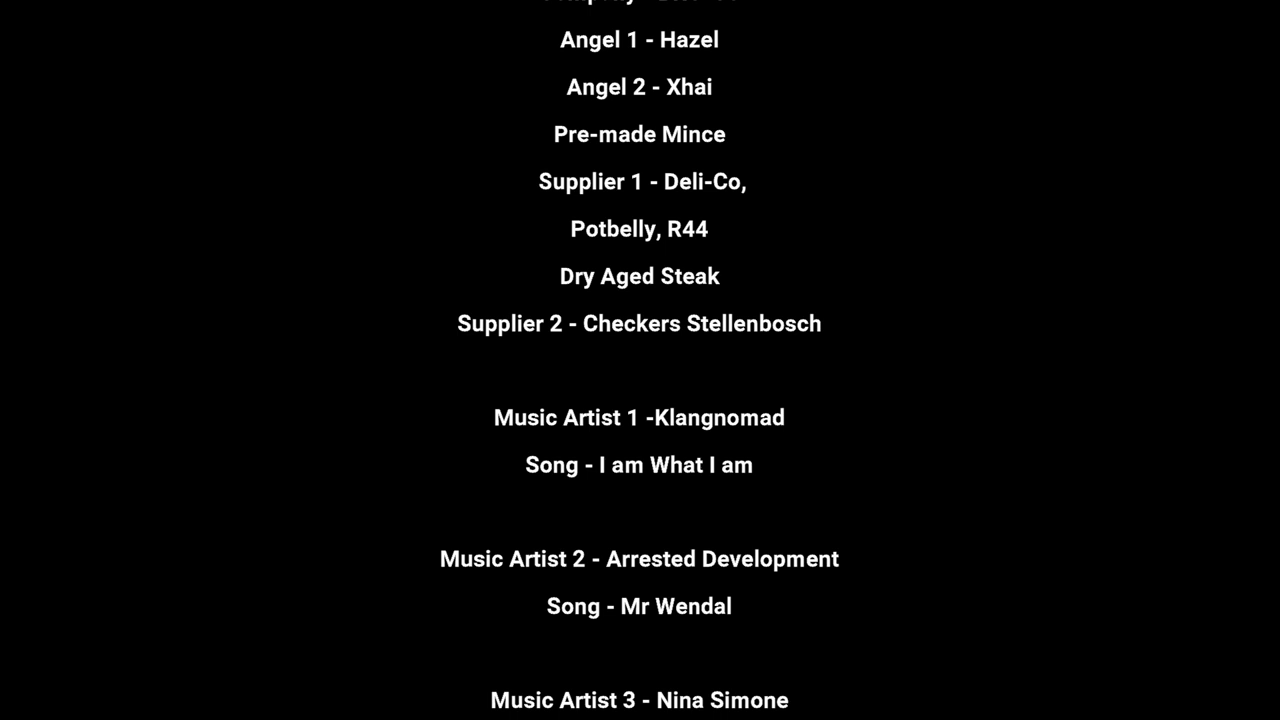 Angel 1 - Hazel
Angel 2 - Xhai
Pre-made Mince
Supplier 1 - Deli-Co,
Potbelly, R44
Dry Aged Steak
Supplier 2 - Checkers Stellenbosch
Music Artist 1 -Klangnomad
Song - I am What I am
Music Artist 2 - Arrested Development
Song - Mr Wendal
Music Artist 3 - Nina Simone